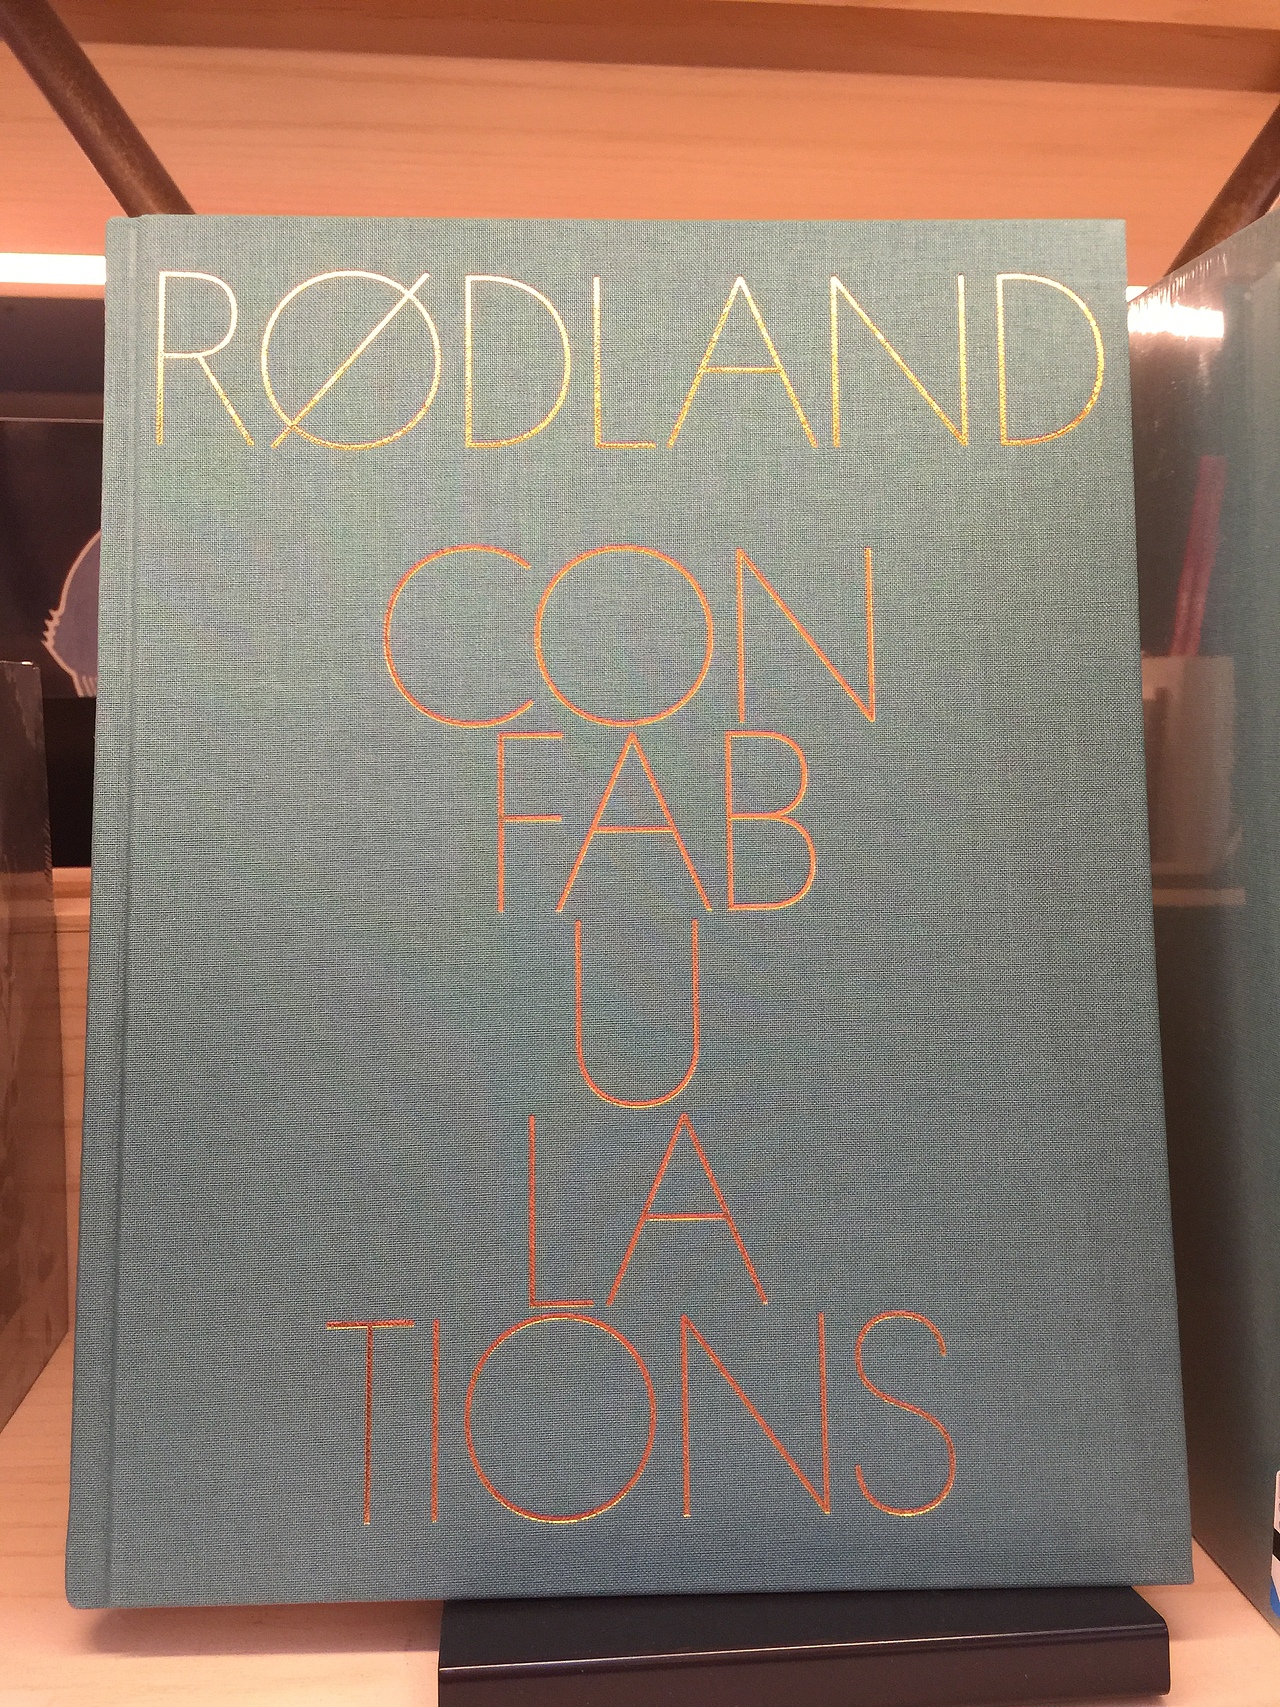 RØDLAND
CON
FAB
U
LA
TIONS